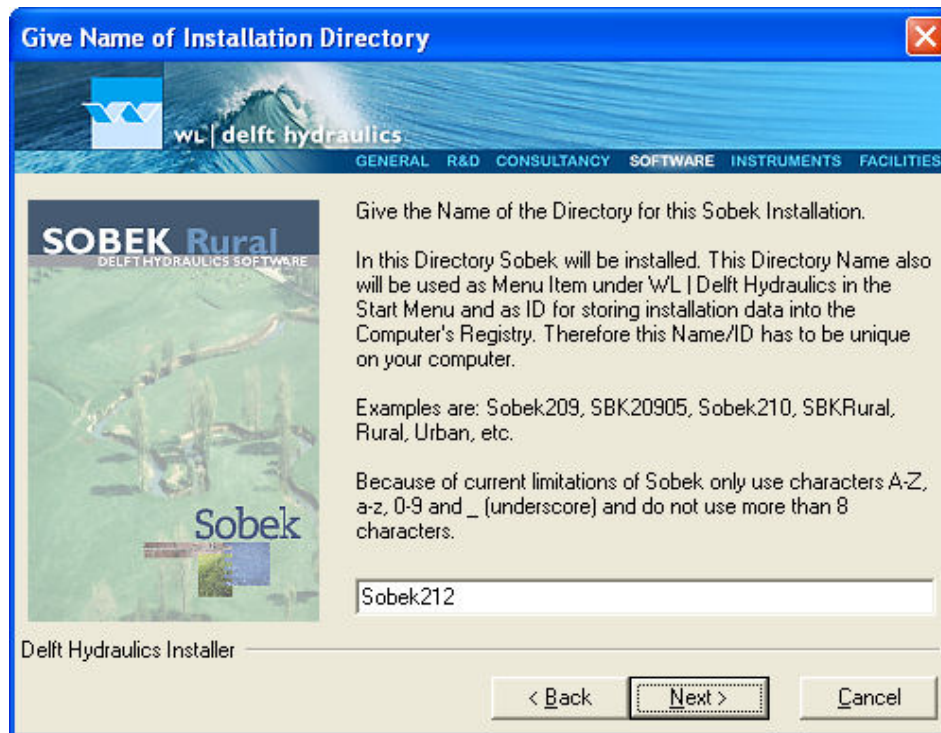 Give Name of Installation Directory
WL | delft hydraulics
GENERAL R&D CONSULTANCY SOFTWARE INSTRUMENTS FACILITIES
SOBEK Rural
DELFT HYDRAULICS SOFTWARE
Sobek
Give the Name of the Directory for this Sobek Installation.
In this Directory Sobek will be installed. This Directory Name also
will be used as Menu Item under WL | Delft Hydraulics in the
Start Menu and as ID for storing installation data into the
Computer's Registry. Therefore this Name/ID has to be unique
on your computer.
Examples are: Sobek209, SBK20905, Sobek210, SBKRural,
Rural, Urban, etc.
Because of current limitations of Sobek only use characters A-Z,
a-z, 0-9 and _ (underscore) and do not use more than 8
characters.
Sobek212
Delft Hydraulics Installer
< Back Next > Cancel